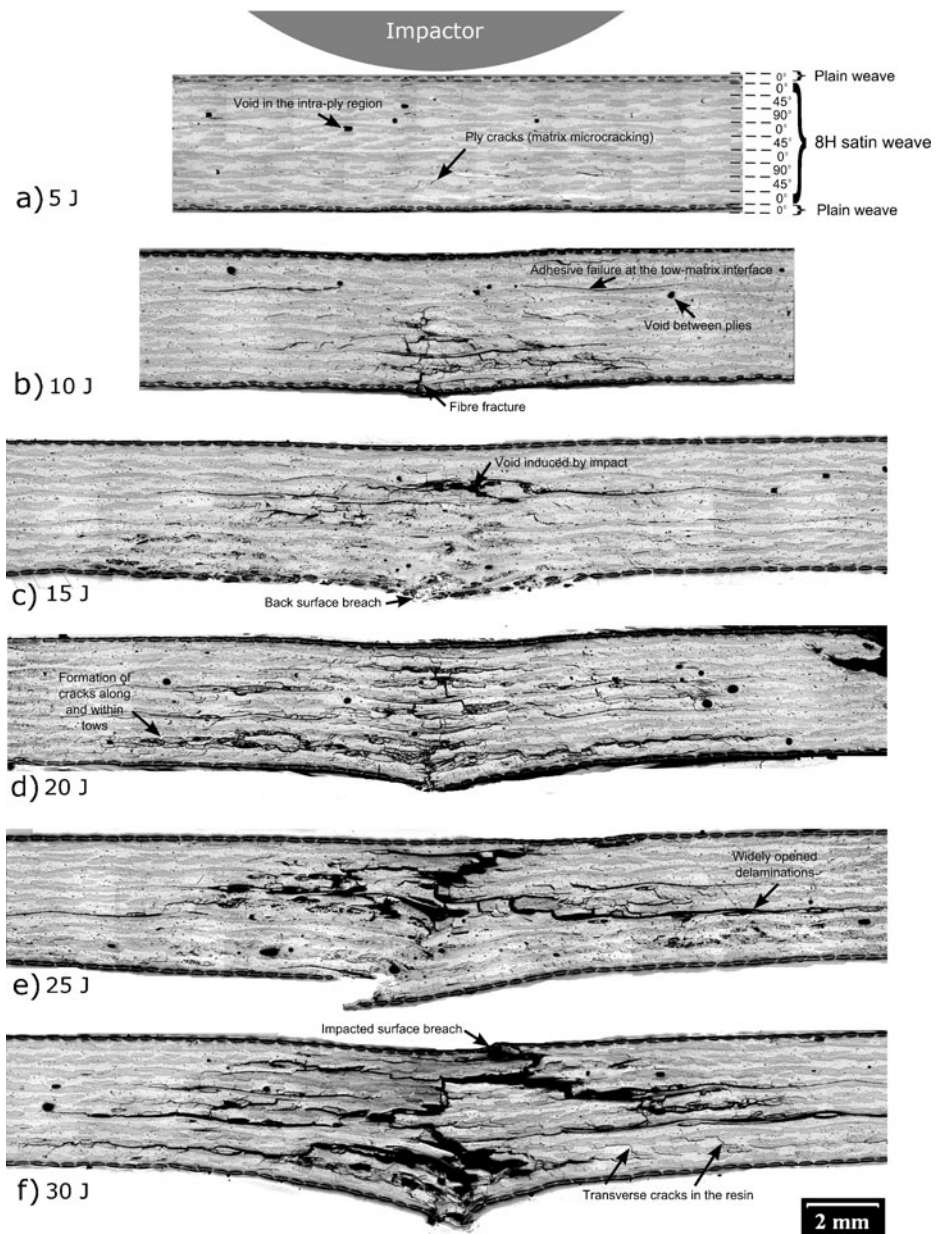 Impactor
0°
Plain weave
0°
45°
90°
0°
45°
0°
90°
45°
0°
8H satin weave
0°
Plain weave
Void in the intra-ply region
Ply cracks (matrix microcracking)
a) 5 J
Adhesive failure at the tow-matrix interface
Void between plies
b) 10 J
Fibre fracture
Void induced by impact
c) 15 J
Back surface breach
Formation of
cracks along
and within
tows
d) 20 J
Widely opened
delaminations
e) 25 J
Impacted surface breach
f) 30 J
Transverse cracks in the resin
2 mm